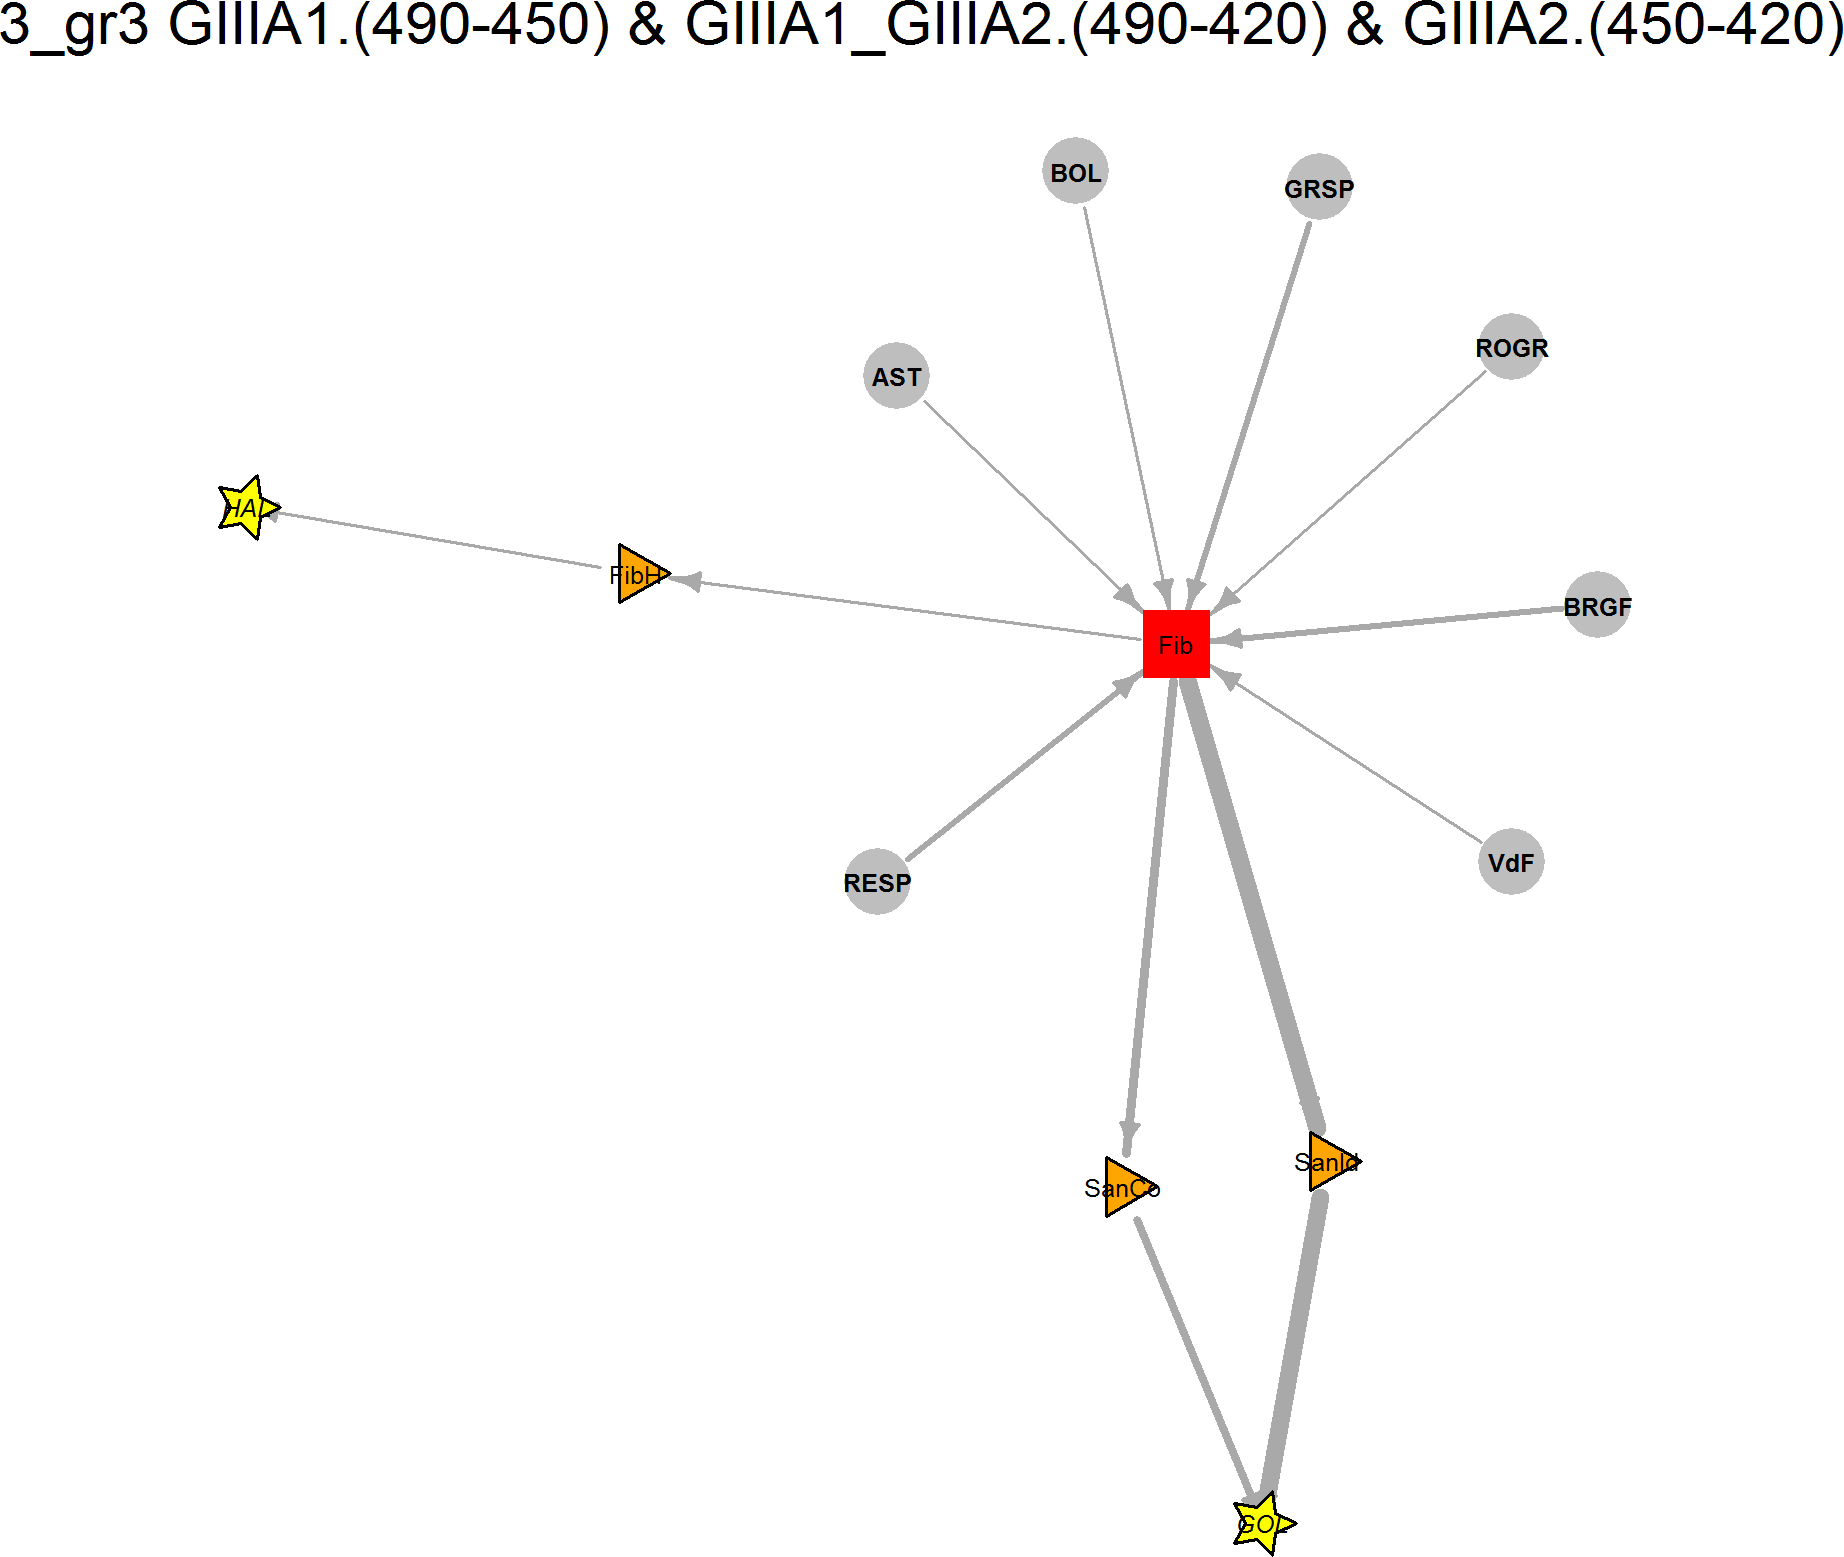 3_gr3 GIIIA1.(490-450) & GIIIA1_GIIIA2.(490-420) & GIIIA2.(450-420)
BOL
GRSP
ROGR
AST
HAL
FibH
BRGF
Fib
VdF
RESP
SanId
SanCo
GOL